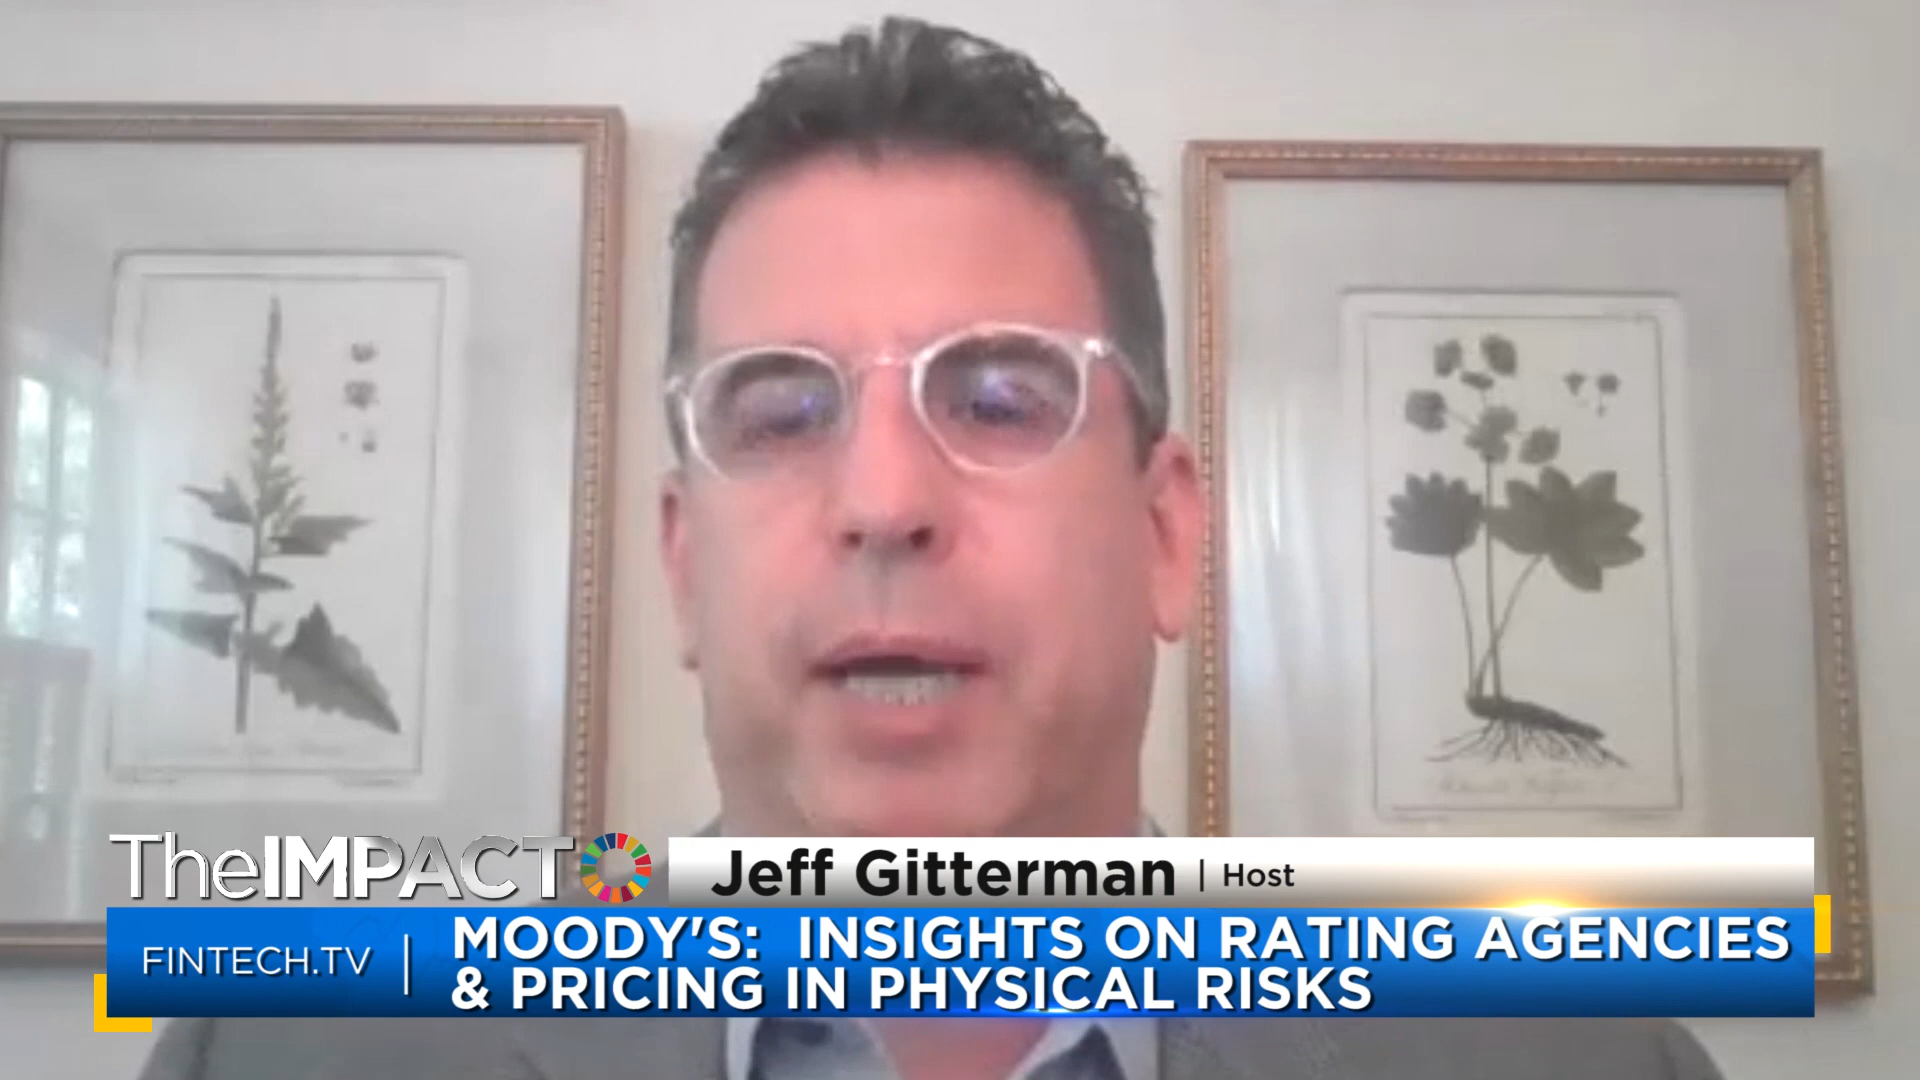 TheIMPACT
Jeff Gitterman | Host
FINTECH.TV
MOODY'S: INSIGHTS ON RATING AGENCIES
& PRICING IN PHYSICAL RISKS